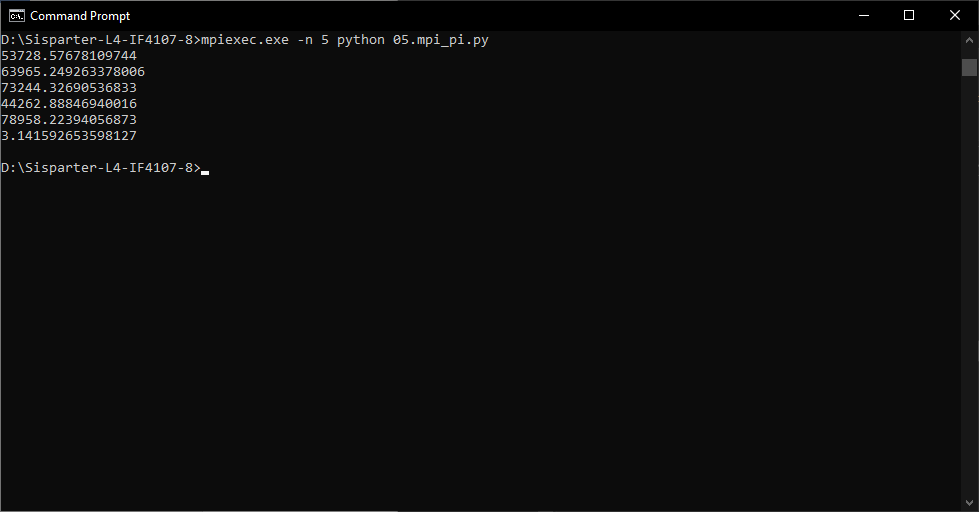 Command Prompt
D:\Sisparter-L4-IF4107-8>mpiexec.exe -n 5 python 05.mpi_pi.py
53728.57678109744
63965.249263378006
73244.32690536833
44262.88846940016
78958.22394056873
3.141592653598127
D:\Sisparter-L4-IF4107-8>